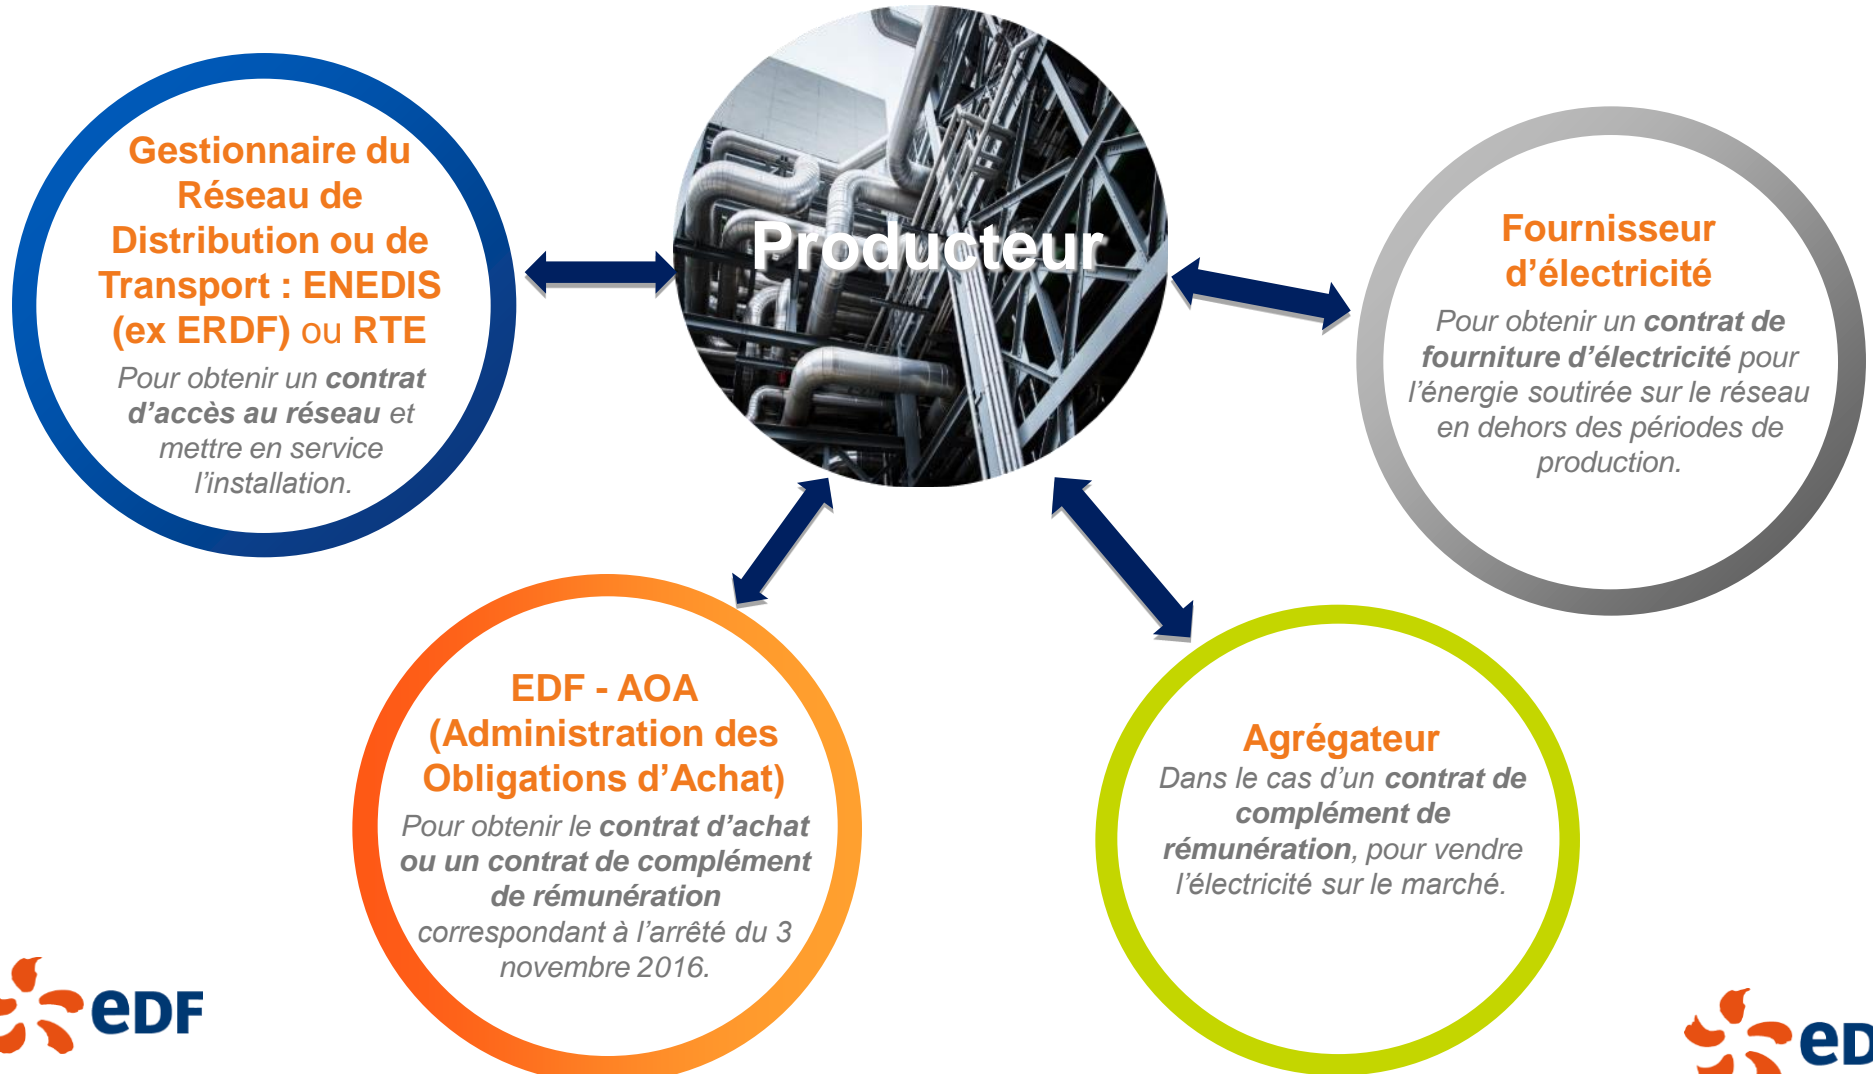 Producteur
Gestionnaire du
Réseau de
Distribution ou de
Transport : ENEDIS
(ex ERDF) ou RTE
Pour obtenir un contrat
d’accès au réseau et
mettre en service
l’installation.
Fournisseur
d’électricité
Pour obtenir un contrat de
fourniture d’électricité pour
l’énergie soutirée sur le réseau
en dehors des périodes de
production.
EDF - AOA
(Administration des
Obligations d’Achat)
Pour obtenir le contrat d’achat
ou un contrat de complément
de rémunération
correspondant à l’arrêté du 3
novembre 2016.
Agrégateur
Dans le cas d’un contrat de
complément de
rémunération, pour vendre
l’électricité sur le marché.
eDF
eD